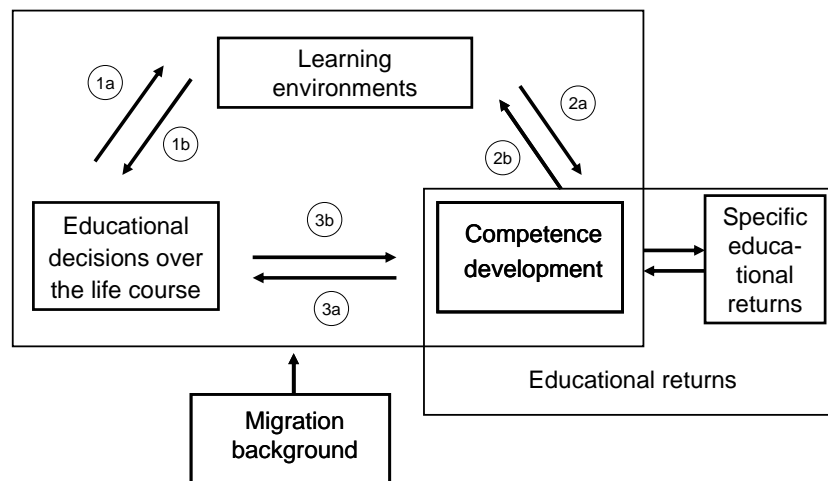 Learning
environments
1a
1b
2a
2b
Educational
decisions over
the life course
3b
3a
Competence
development
Specific
educa-
tional
returns
Educational returns
Migration
background